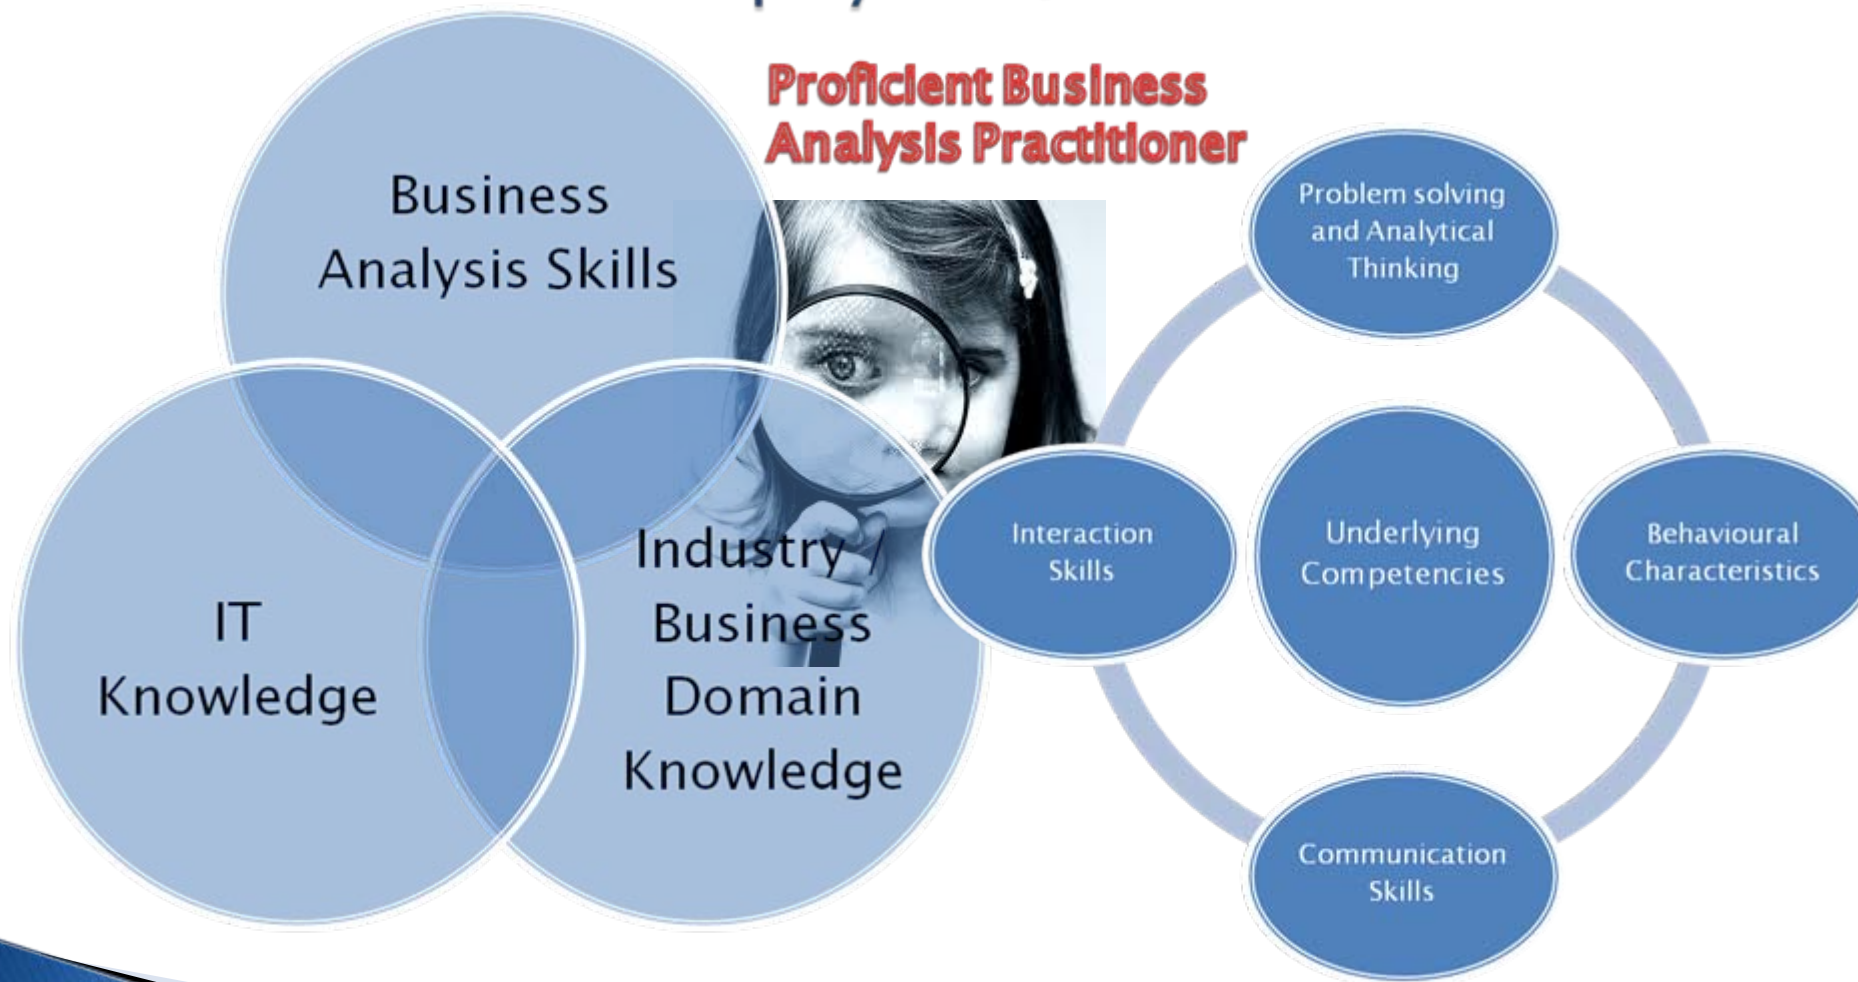 Proficient Business
Analysis Practitioner
Business
Analysis Skills
IT
Knowledge
Industry /
Business
Domain
Knowledge
Problem solving
and Analytical
Thinking
Interaction
Skills
Underlying
Competencies
Behavioural
Characteristics
Communication
Skills